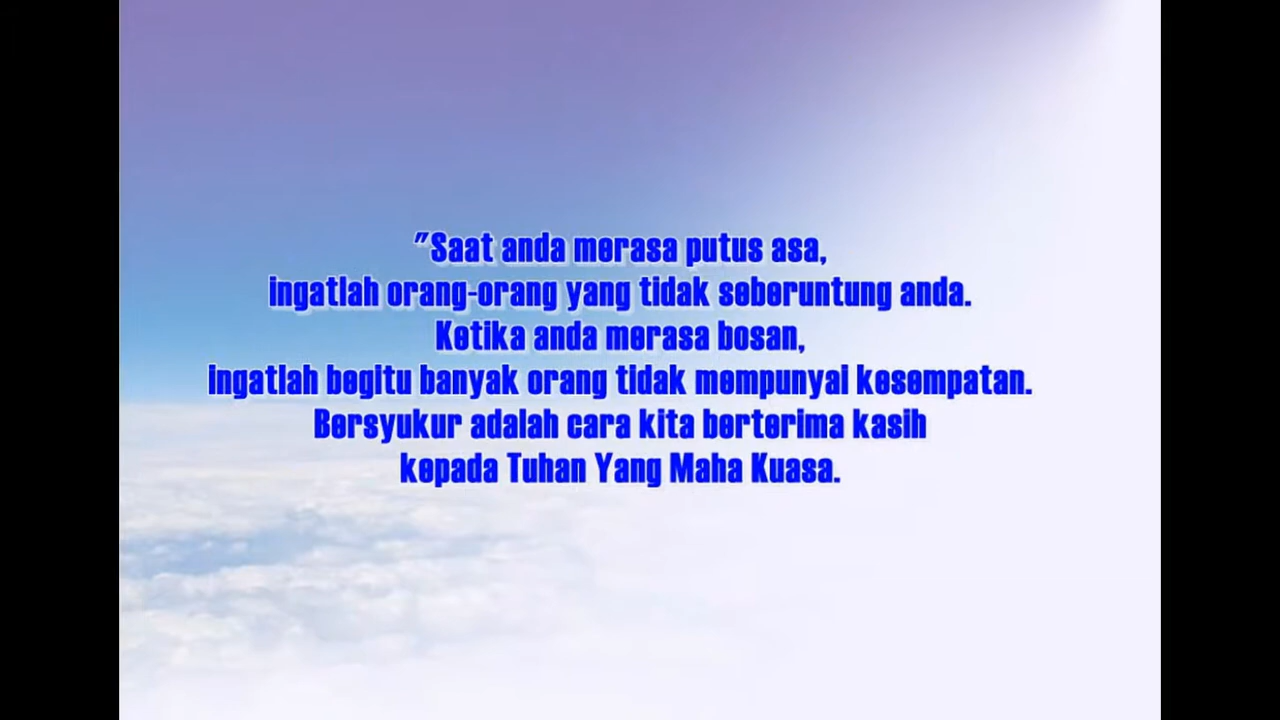 "Saat anda merasa putus asa,
ingatlah orang-orang yang tidak seberuntung anda.
Ketika anda merasa bosan,
ingatlah begitu banyak orang tidak mempunyai kesempatan.
Bersyukur adalah cara kita berterima kasih
kepada Tuhan Yang Maha Kuasa.